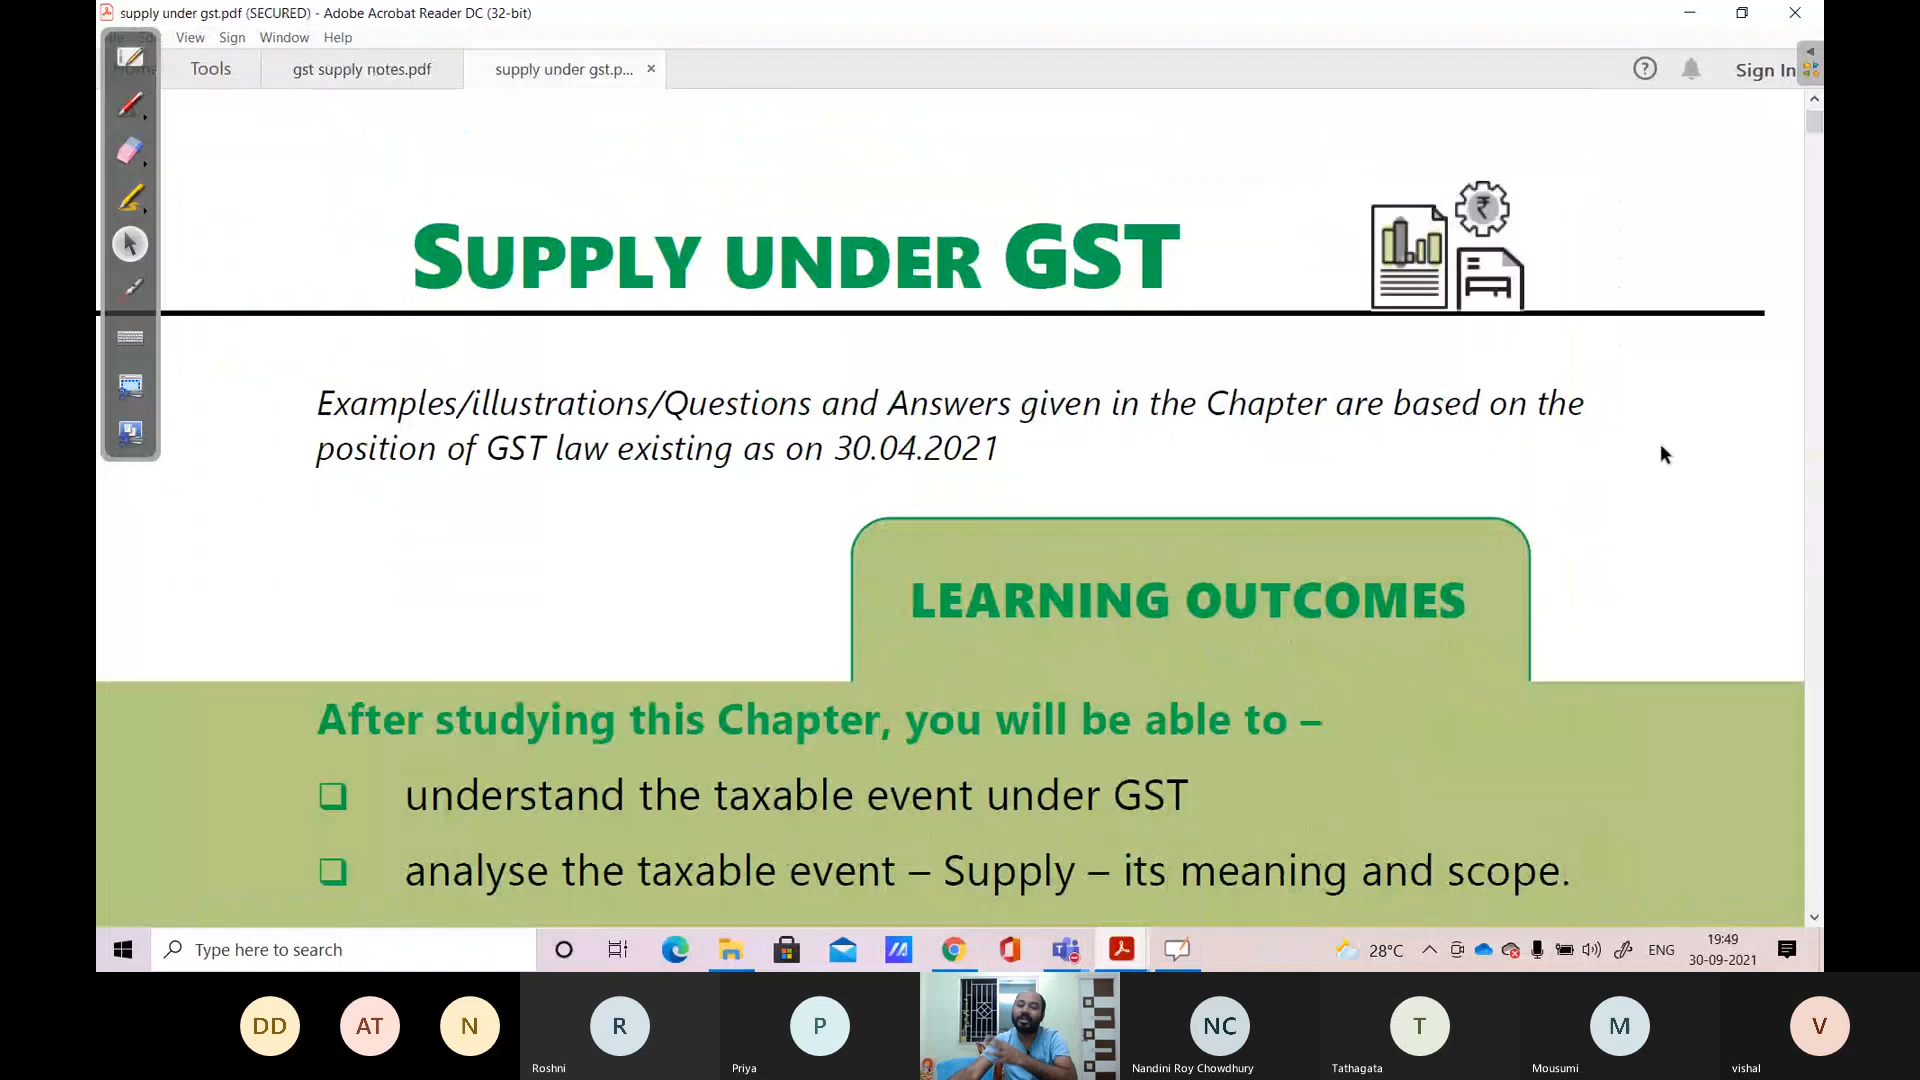 supply under gst.pdf (SECURED) - Adobe Acrobat Reader DC (32-bit)
View Sign Window Help
Tools gst supply notes.pdf supply under gst.p... × Sign In
SUPPLY UNDER GST
₹
Examples/illustrations/Questions and Answers given in the Chapter are based on the
position of GST law existing as on 30.04.2021
LEARNING OUTCOMES
After studying this Chapter, you will be able to –
❑ understand the taxable event under GST
❑ analyse the taxable event – Supply – its meaning and scope.
Type here to search 28°C ENG 19:49
30-09-2021
DD AT N R P NC T M V
Roshni Priya Nandini Roy Chowdhury Tathagata Mousumi vishal